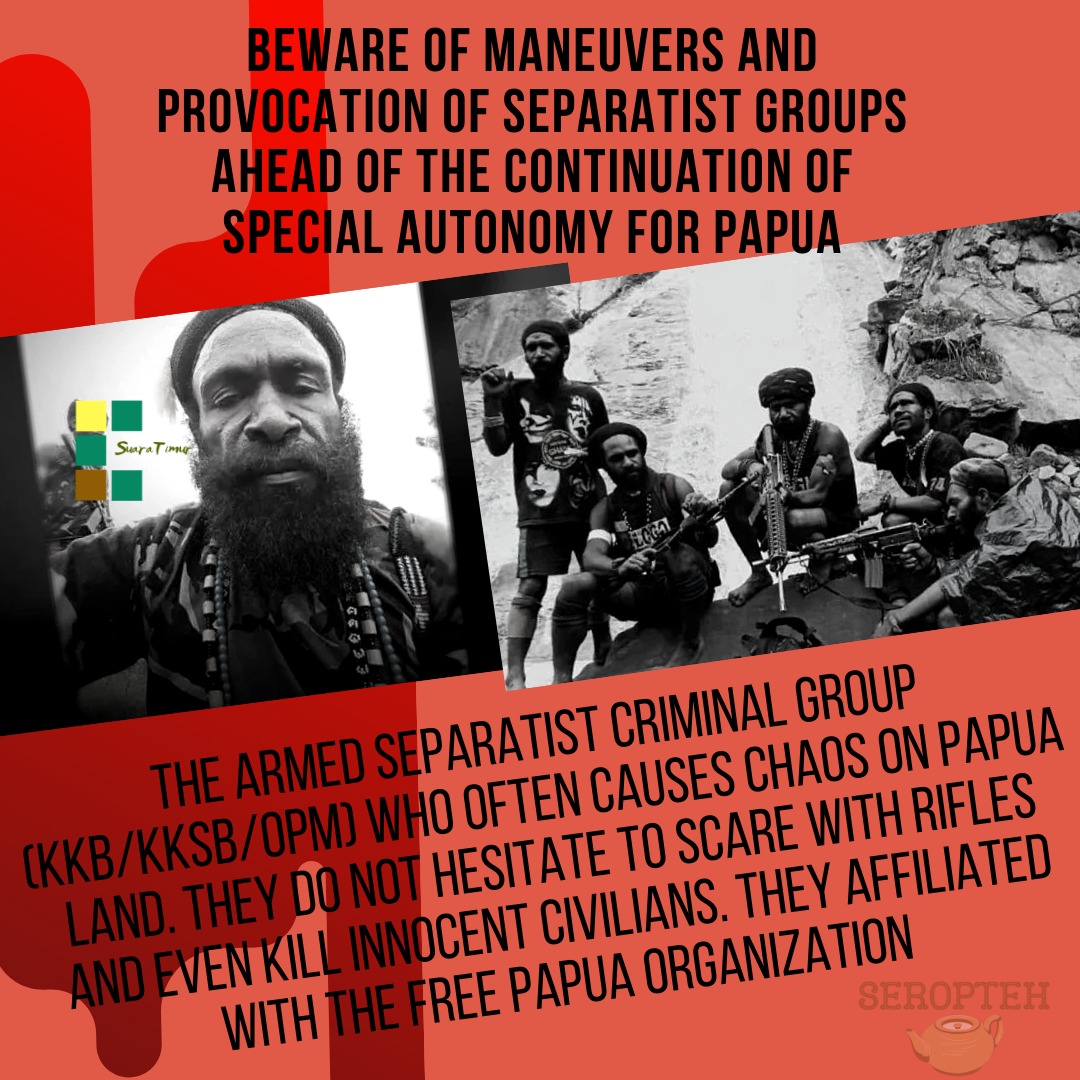 BEWARE OF MANEUVERS AND
PROVOCATION OF SEPARATIST GROUPS
AHEAD OF THE CONTINUATION OF
SPECIAL AUTONOMY FOR PAPUA
Suara Timur
THE ARMED SEPARATIST CRIMINAL GROUP
(KKB/KKSB/OPM) WHO OFTEN CAUSES CHAOS ON PAPUA
LAND. THEY DO NOT HESITATE TO SCARE WITH RIFLES
AND EVEN KILL INNOCENT CIVILIANS. THEY AFFILIATED
WITH THE FREE PAPUA ORGANIZATION
SEROPTEH